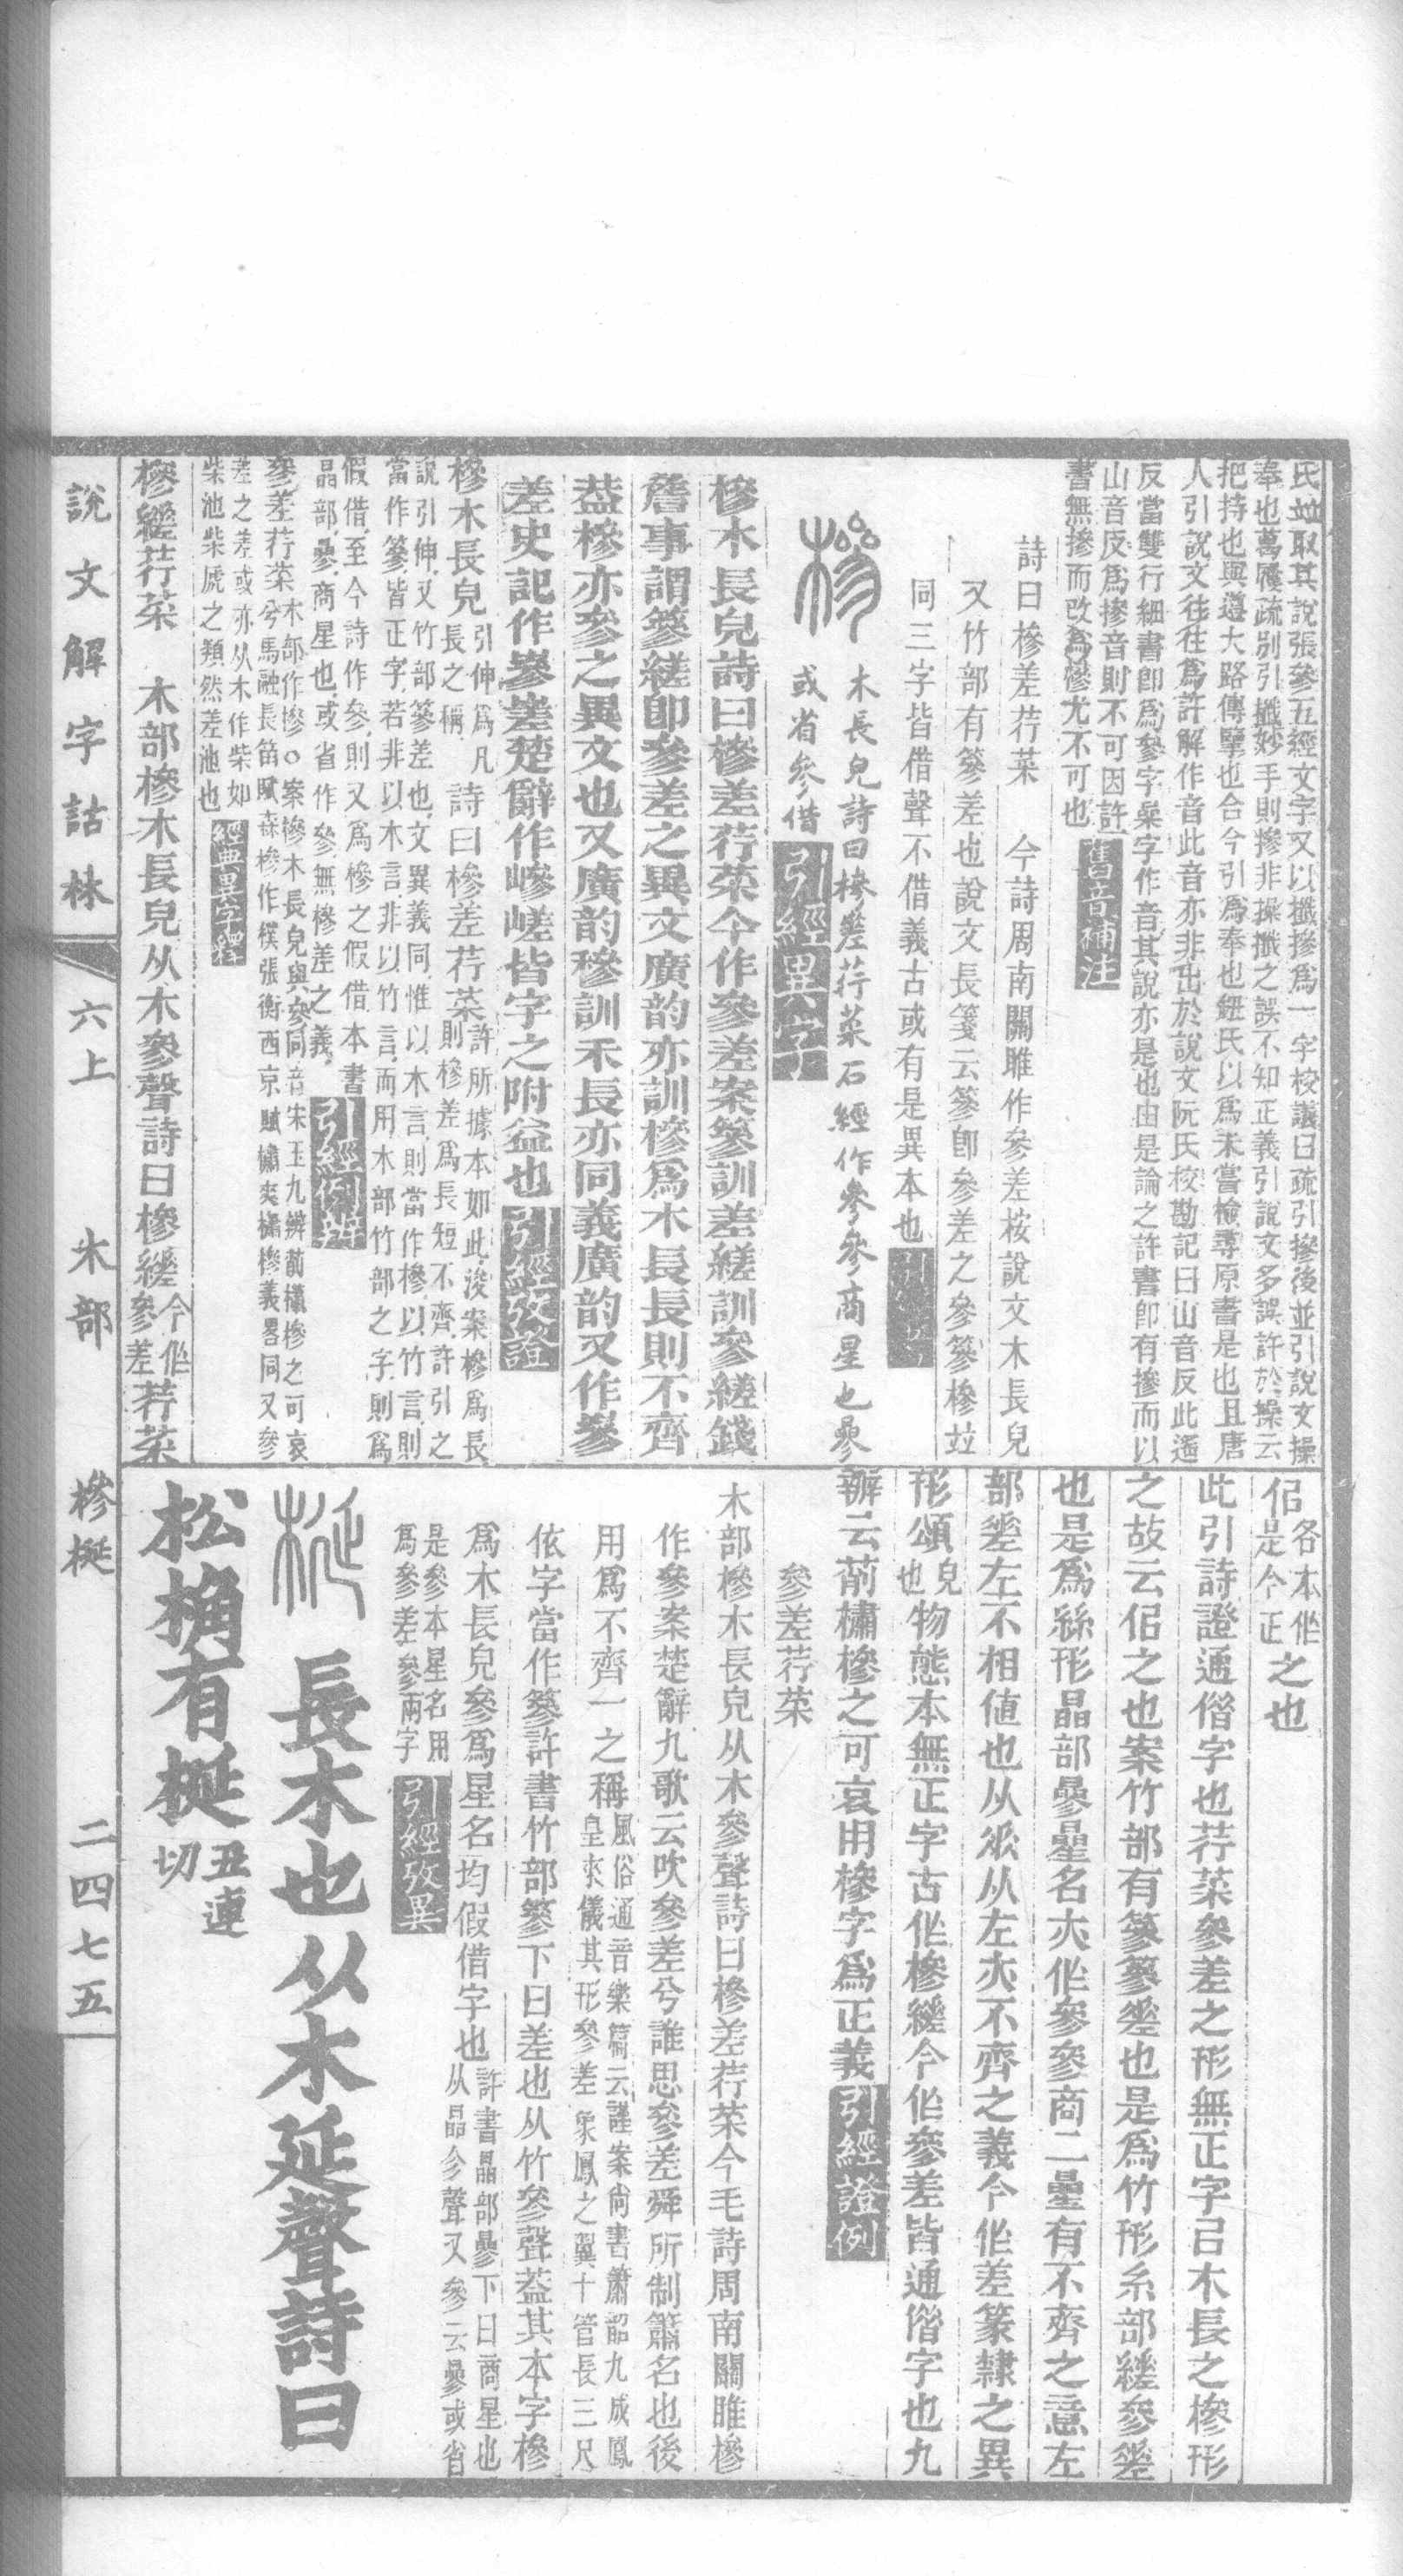 氏並取其說張參五經文字又以攕摻爲一字校議曰疏引摻後並引說文操
奉也萬履疏別引攕妙手則摻非操攕之誤不知正義引說文多誤許於操云
把持也與遵大路傳擥也合今引爲奉也鈕氏以爲未嘗檢尋原書是也且唐
人引說文往往爲許解作音此音亦非出於說文阮氏校勘記曰山音反此遙
反當雙行細書卽爲參字喿字作音其說亦是也由是論之許書卽有摻而以
山音反爲摻音則不可因許
書無摻而改爲慘尤不可也
舊音補注
詩曰槮差荇菜 今詩周南關雎作參差桉說文木長皃
又竹部有篸差也說文長箋云篸卽參差之參篸槮竝
同三字皆借聲不借義古或有是異本也
木長皃詩曰槮差荇菜石經作參參商星也曑
或省參借
引經異字
槮木長皃詩曰槮差荇菜今作參差案篸訓差縒訓參縒錢
詹事謂篸縒卽參差之異文廣韵亦訓槮爲木長長則不齊
葢槮亦參之異文也又廣韵穇訓禾長亦同義廣韵又作㟥
差史記作㟥㟇楚辭作嵾嵯皆字之附益也
引經攷證
槮木長皃引伸爲凡長之稱 詩曰槮差荇菜許所據本如此浚案槮爲長
則槮差爲長短不齊許引之
說引伸又竹部篸差也文異義同惟以木言則當作槮以竹言則
當作篸皆正字若非以木言非以竹言而用木部竹部之字則爲
假借至今詩作參則又爲槮之假借本書
晶部曑商星也或省作參無槮差之義
引經例辨
參差荇菜木部作槮○案槮木長皃與參同音宋玉九辨萷櫹槮之可哀
兮馬融長笛賦森槮作樸張衡西京賦橚爽櫹槮義畧同又參
差之差或亦从木作柴如
柴池柴虒之類然差池也
經典異字釋
槮縒荇菜 木部槮木長皃从木參聲詩曰槮縒今作參差荇菜
各本作
侣是今正之也
此引詩證通偕字也荇菜參差之形無正字㠯木長之槮形
之故云侣之也案竹部有篸篸差也是爲竹形糸部縒參差
也是爲絲形晶部曑曐名亦作參參商二曐有不齊之意左
部差左不相值也从𠂹从左亦不齊之義今作差篆隸之異
形頌皃也物態本無正字古作槮縒今作參差皆通偕字也九
辦云萷櫹槮之可哀用槮字爲正義
引經證例
參差荇菜
木部槮木長皃从木參聲詩曰槮差荇菜今毛詩周南關雎槮
作參案楚辭九歌云吹參差兮誰思參差舜所制簫名也後
用爲不齊一之稱風俗通音樂篇云謹案尚書簫韶九成鳳
皇來儀其形參差象鳳之翼十管長三尺
依字當作篸許書竹部篸下曰差也从竹參聲葢其本字槮
爲木長皃參爲星名均假借字也許書晶部曑下曰商星也
从晶㐱聲又參云曑或省
是參本星名用
爲參差參兩字
引經攷異
長木也从木延聲詩曰
松桷有梴丑連切
說文解字詁林
六上 木部 槮梴 二四七五